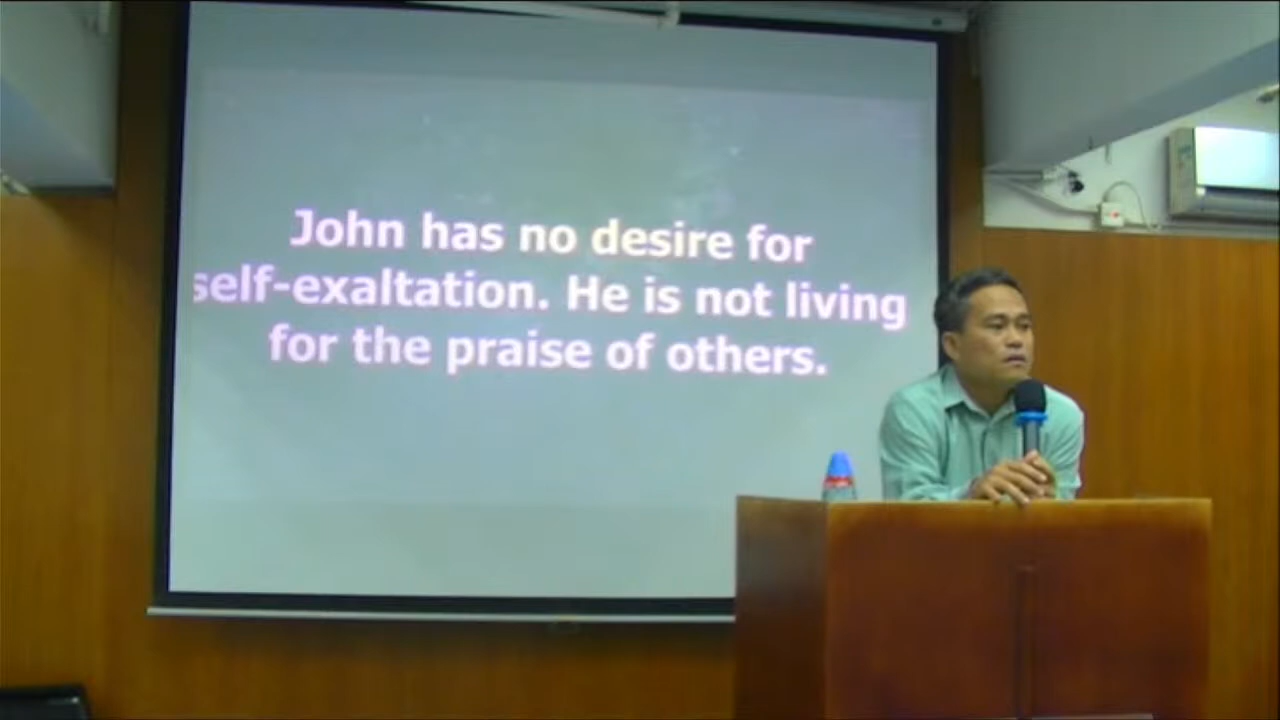 John has no desire for
self-exaltation. He is not living
for the praise of others.